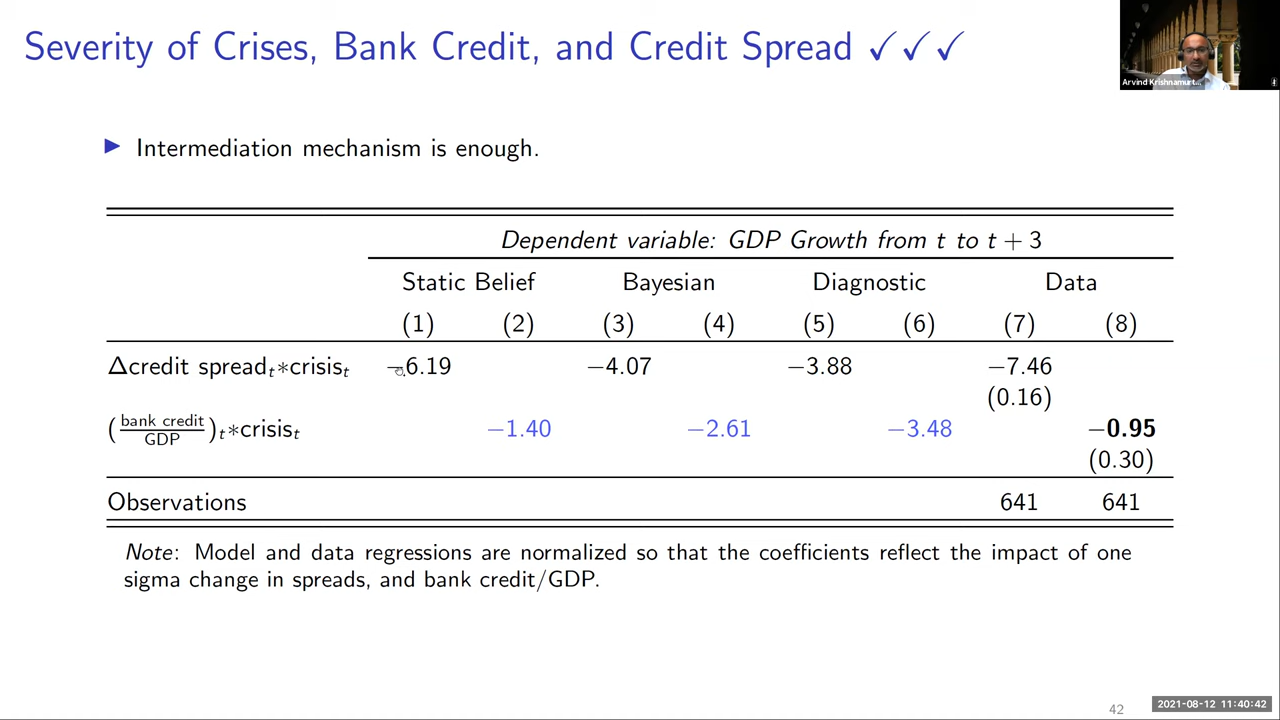 Severity of Crises, Bank Credit, and Credit Spread ✓✓✓
Arvind Krishnamurt...
▶ Intermediation mechanism is enough.
Dependent variable: GDP Growth from t to t + 3
Static Belief Bayesian Diagnostic Data
(1) (2) (3) (4) (5) (6) (7) (8)
Δcredit spread_t*crisis_t −6.19 −4.07 −3.88 −7.46
(0.16)
(bank credit/GDP)_t*crisis_t −1.40 −2.61 −3.48 −0.95
(0.30)
Observations 641 641
Note: Model and data regressions are normalized so that the coefficients reflect the impact of one
sigma change in spreads, and bank credit/GDP.
42
2021-08-12 11:40:42